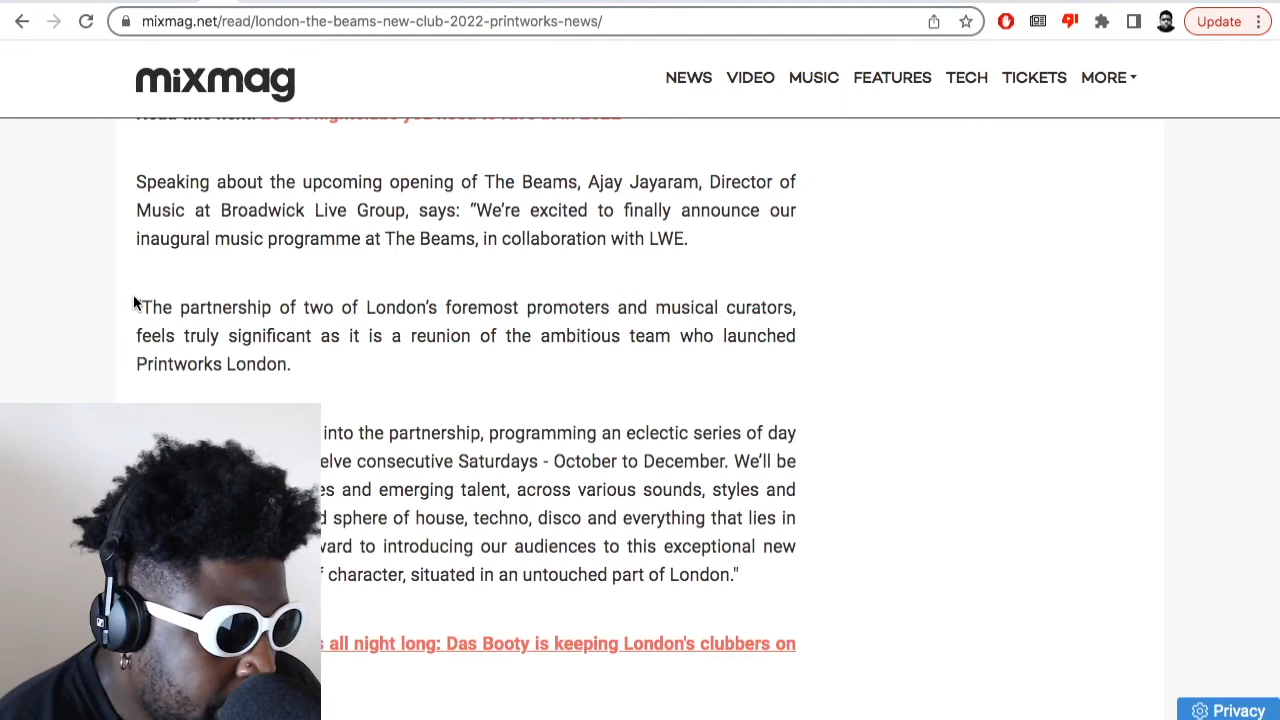 mixmag.net/read/london-the-beams-new-club-2022-printworks-news/
Update
mixmag
NEWS VIDEO MUSIC FEATURES TECH TICKETS MORE
Speaking about the upcoming opening of The Beams, Ajay Jayaram, Director of
Music at Broadwick Live Group, says: “We’re excited to finally announce our
inaugural music programme at The Beams, in collaboration with LWE.
“The partnership of two of London’s foremost promoters and musical curators,
feels truly significant as it is a reunion of the ambitious team who launched
Printworks London.
into the partnership, programming an eclectic series of day
consecutive Saturdays - October to December. We’ll be
and emerging talent, across various sounds, styles and
sphere of house, techno, disco and everything that lies in
to introducing our audiences to this exceptional new
character, situated in an untouched part of London."
all night long: Das Booty is keeping London's clubbers on
Privacy